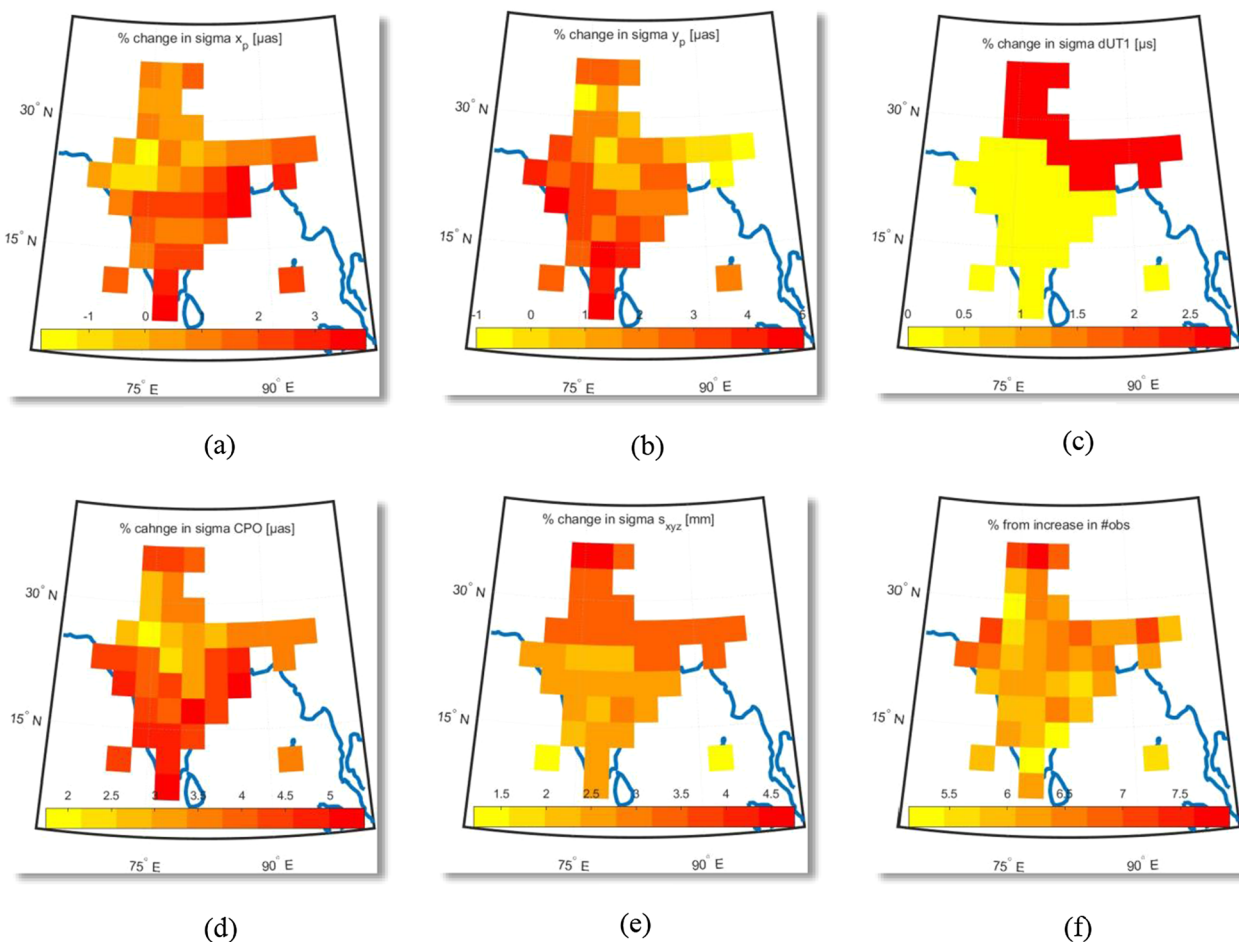 % change in sigma x_p [µas]
30° N
15° N
-1 0 1 2 3
75° E 90° E
(a)
% change in sigma y_p [µas]
30° N
15° N
-1 0 1 2 3 4 5
75° E 90° E
(b)
% change in sigma dUT1 [µs]
30° N
15° N
0 0.5 1 1.5 2 2.5
75° E 90° E
(c)
% cahnge in sigma CPO [µas]
30° N
15° N
2 2.5 3 3.5 4 4.5 5
75° E 90° E
(d)
% change in sigma s_xyz [mm]
30° N
15° N
1.5 2 2.5 3 3.5 4 4.5
75° E 90° E
(e)
% from increase in #obs
30° N
15° N
5.5 6 6.5 7 7.5
75° E 90° E
(f)